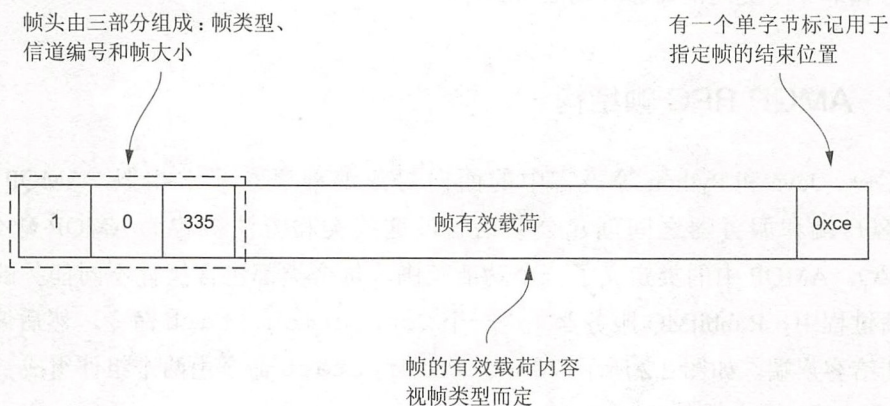 帧头由三部分组成：帧类型、
信道编号和帧大小
有一个单字节标记用于
指定帧的结束位置
1 0 335 帧有效载荷 0xce
帧的有效载荷内容
视帧类型而定